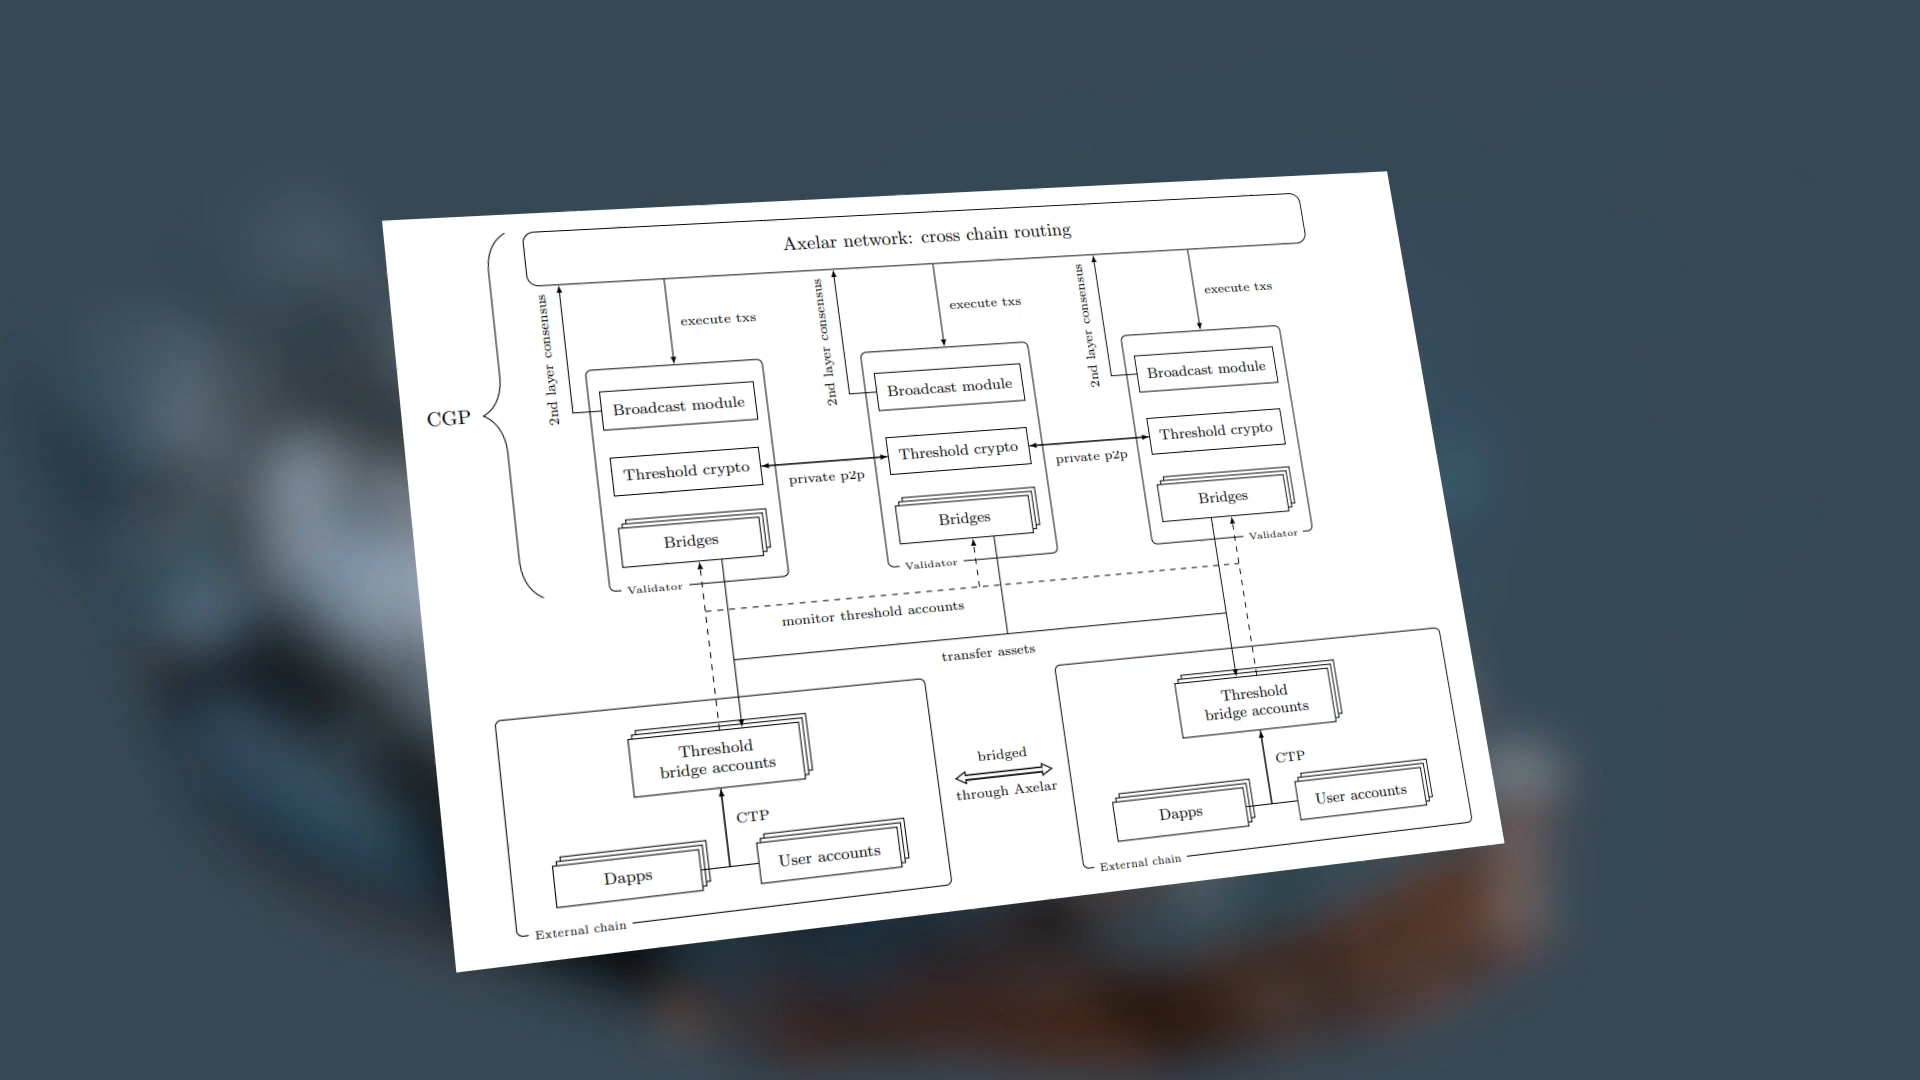 Axelar network: cross chain routing
CGP
2nd layer consensus
execute txs
2nd layer consensus
execute txs
2nd layer consensus
execute txs
Broadcast module
Threshold crypto
Bridges
Validator
private p2p
Broadcast module
Threshold crypto
Bridges
Validator
private p2p
Broadcast module
Threshold crypto
Bridges
Validator
monitor threshold accounts
transfer assets
Threshold
bridge accounts
CTP
Dapps
User accounts
External chain
bridged
through Axelar
Threshold
bridge accounts
CTP
Dapps
User accounts
External chain